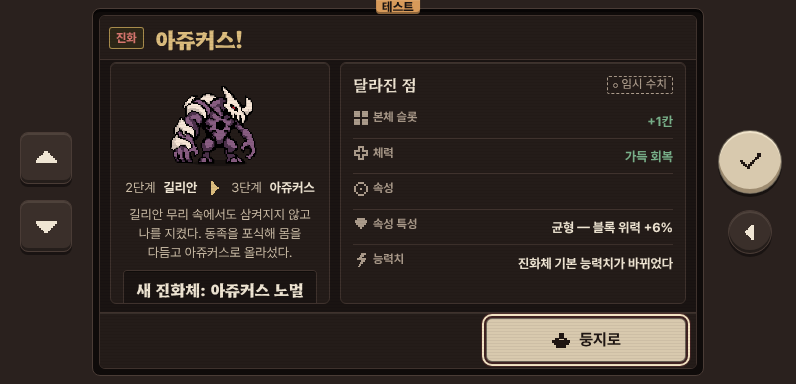 테스트
진화 아쥬커스!
2단계 길리안 3단계 아쥬커스
길리안 무리 속에서도 삼켜지지 않고
나를 지켰다. 동족을 포식해 몸을
다듬고 아쥬커스로 올라섰다.
새 진화체: 아쥬커스 노멀
달라진 점 임시 수치
본체 슬롯 +1칸
체력 가득 회복
속성
속성 특성 균형 — 블록 위력 +6%
능력치 진화체 기본 능력치가 바뀌었다
둥지로